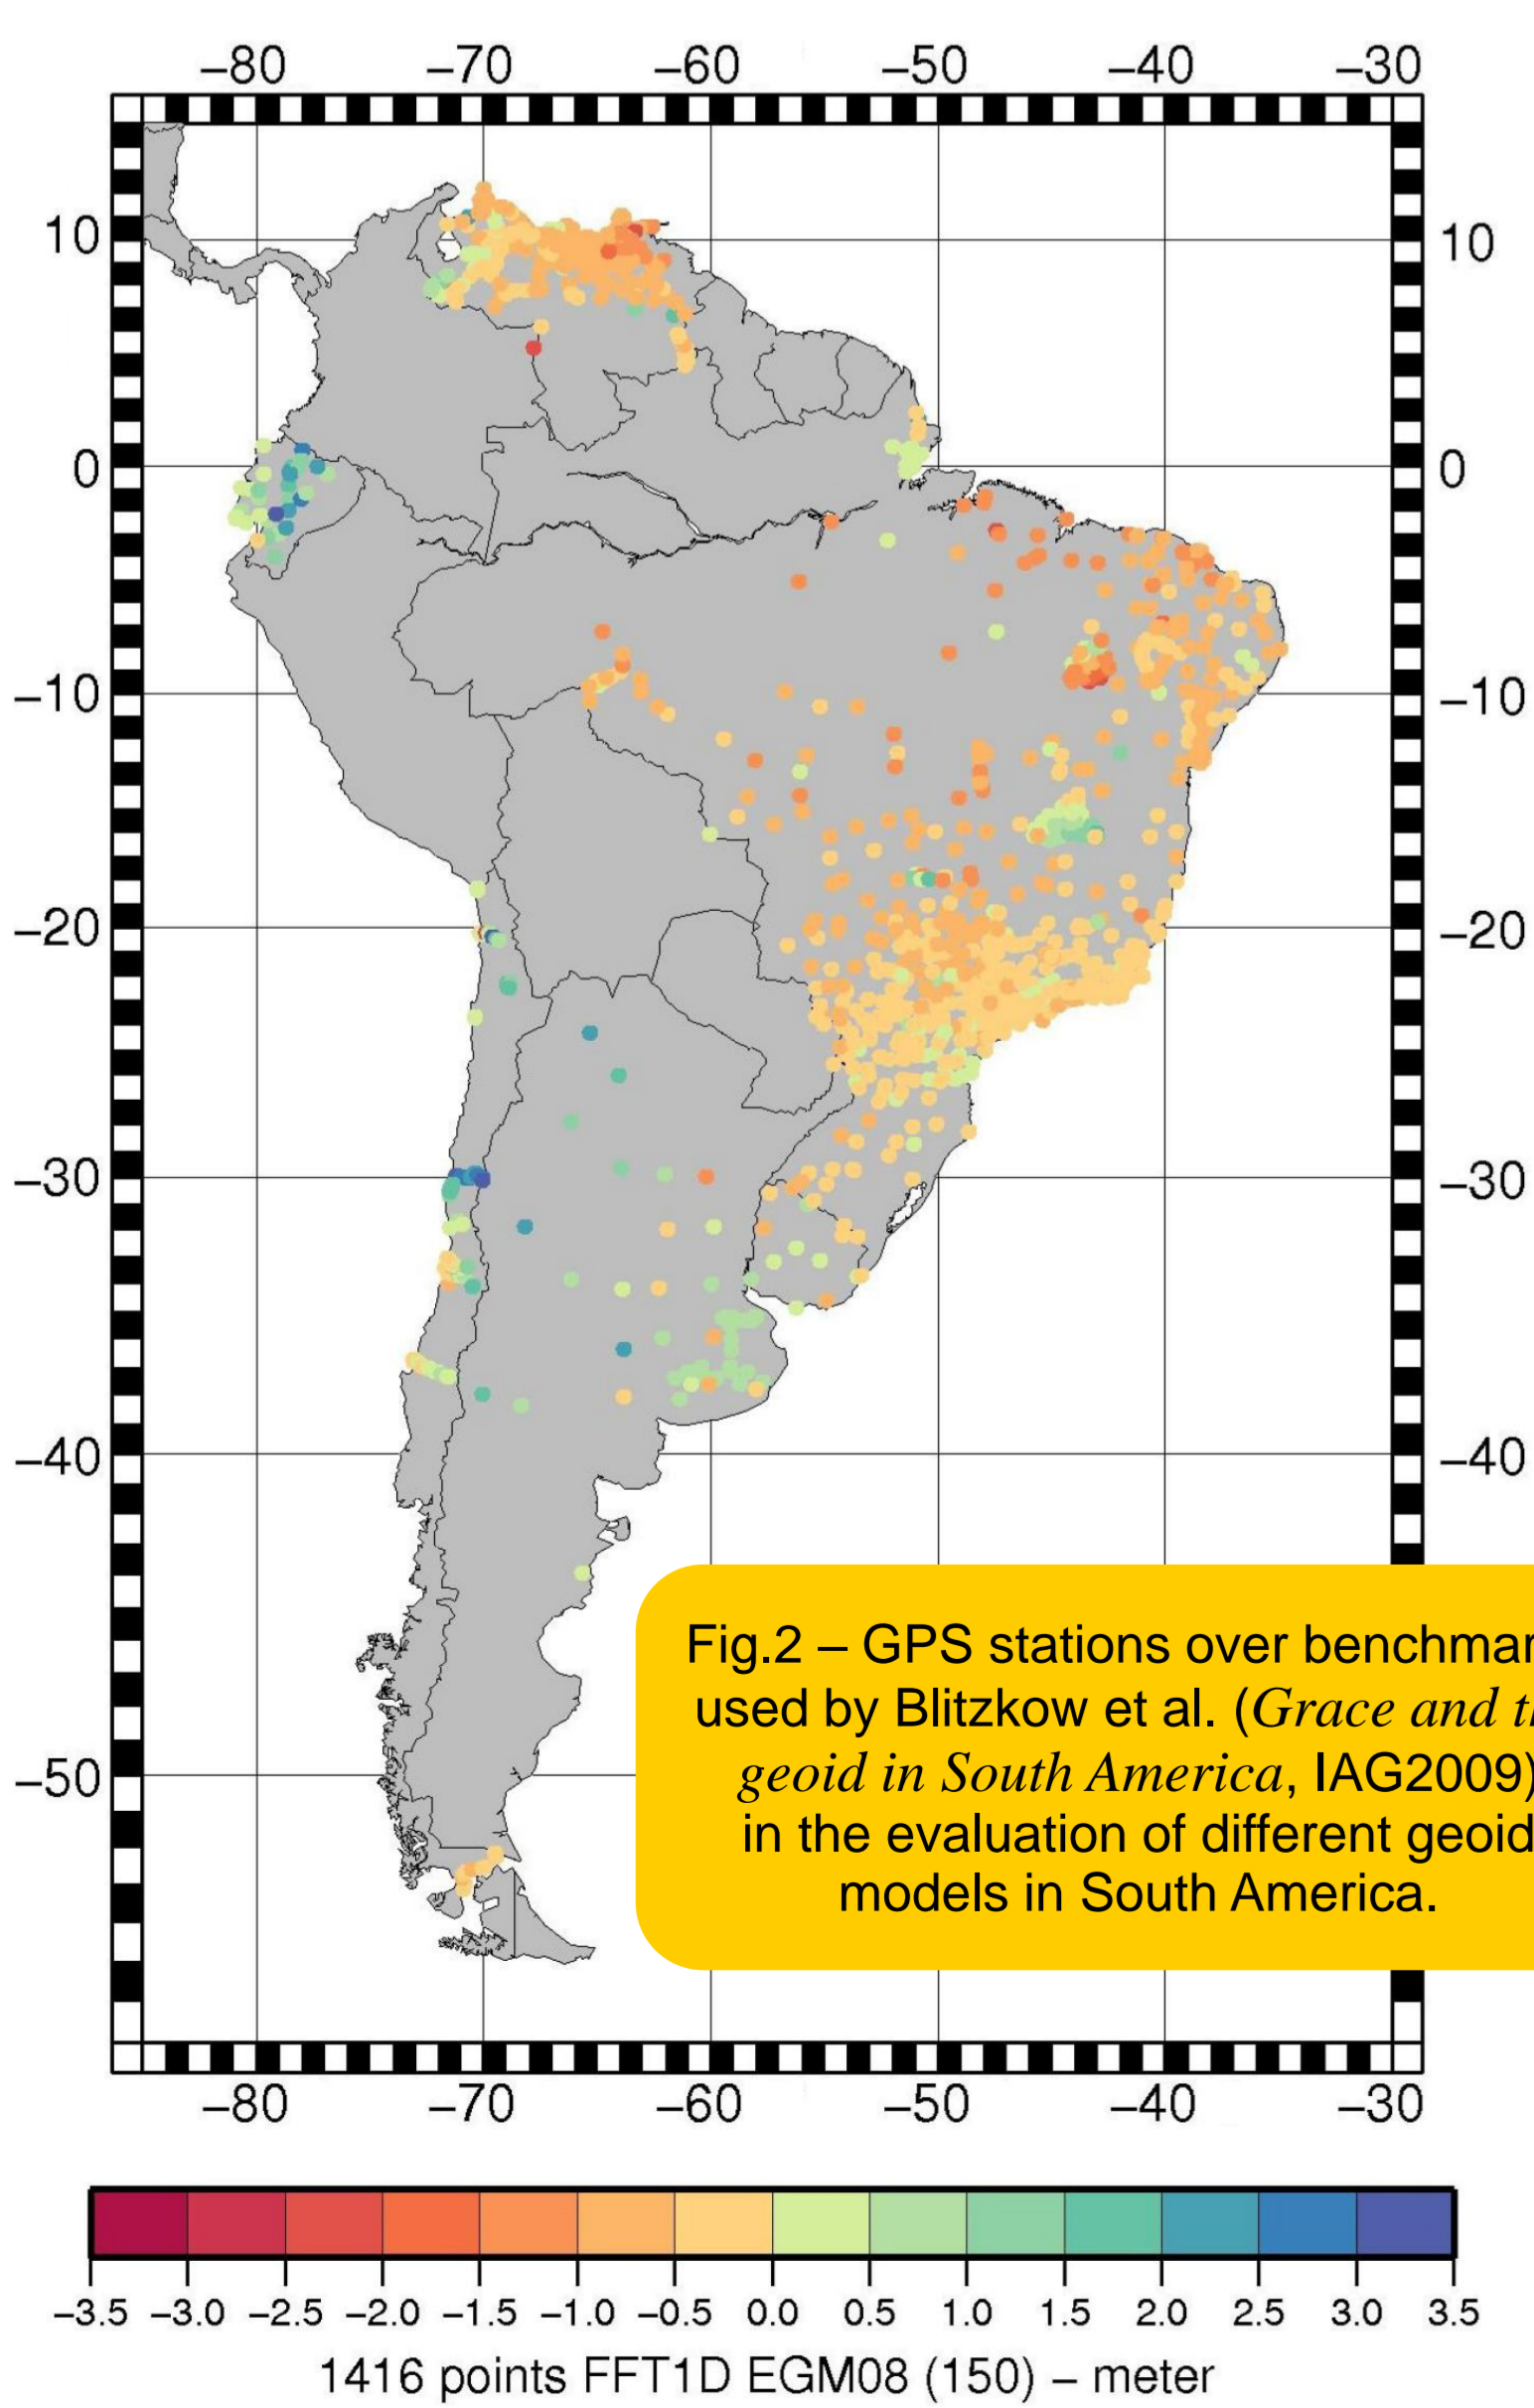 −80 −70 −60 −50 −40 −30
10 10
0 0
−10 −10
−20 −20
−30 −30
−40 −40
Fig.2 – GPS stations over
used by Blitzkow et al. (Grace and
geoid in South America, IAG2009)
in the evaluation of different geoid
models in South America.
−50
−80 −70 −60 −50 −40 −30
−3.5 −3.0 −2.5 −2.0 −1.5 −1.0 −0.5 0.0 0.5 1.0 1.5 2.0 2.5 3.0 3.5
1416 points FFT1D EGM08 (150) – meter